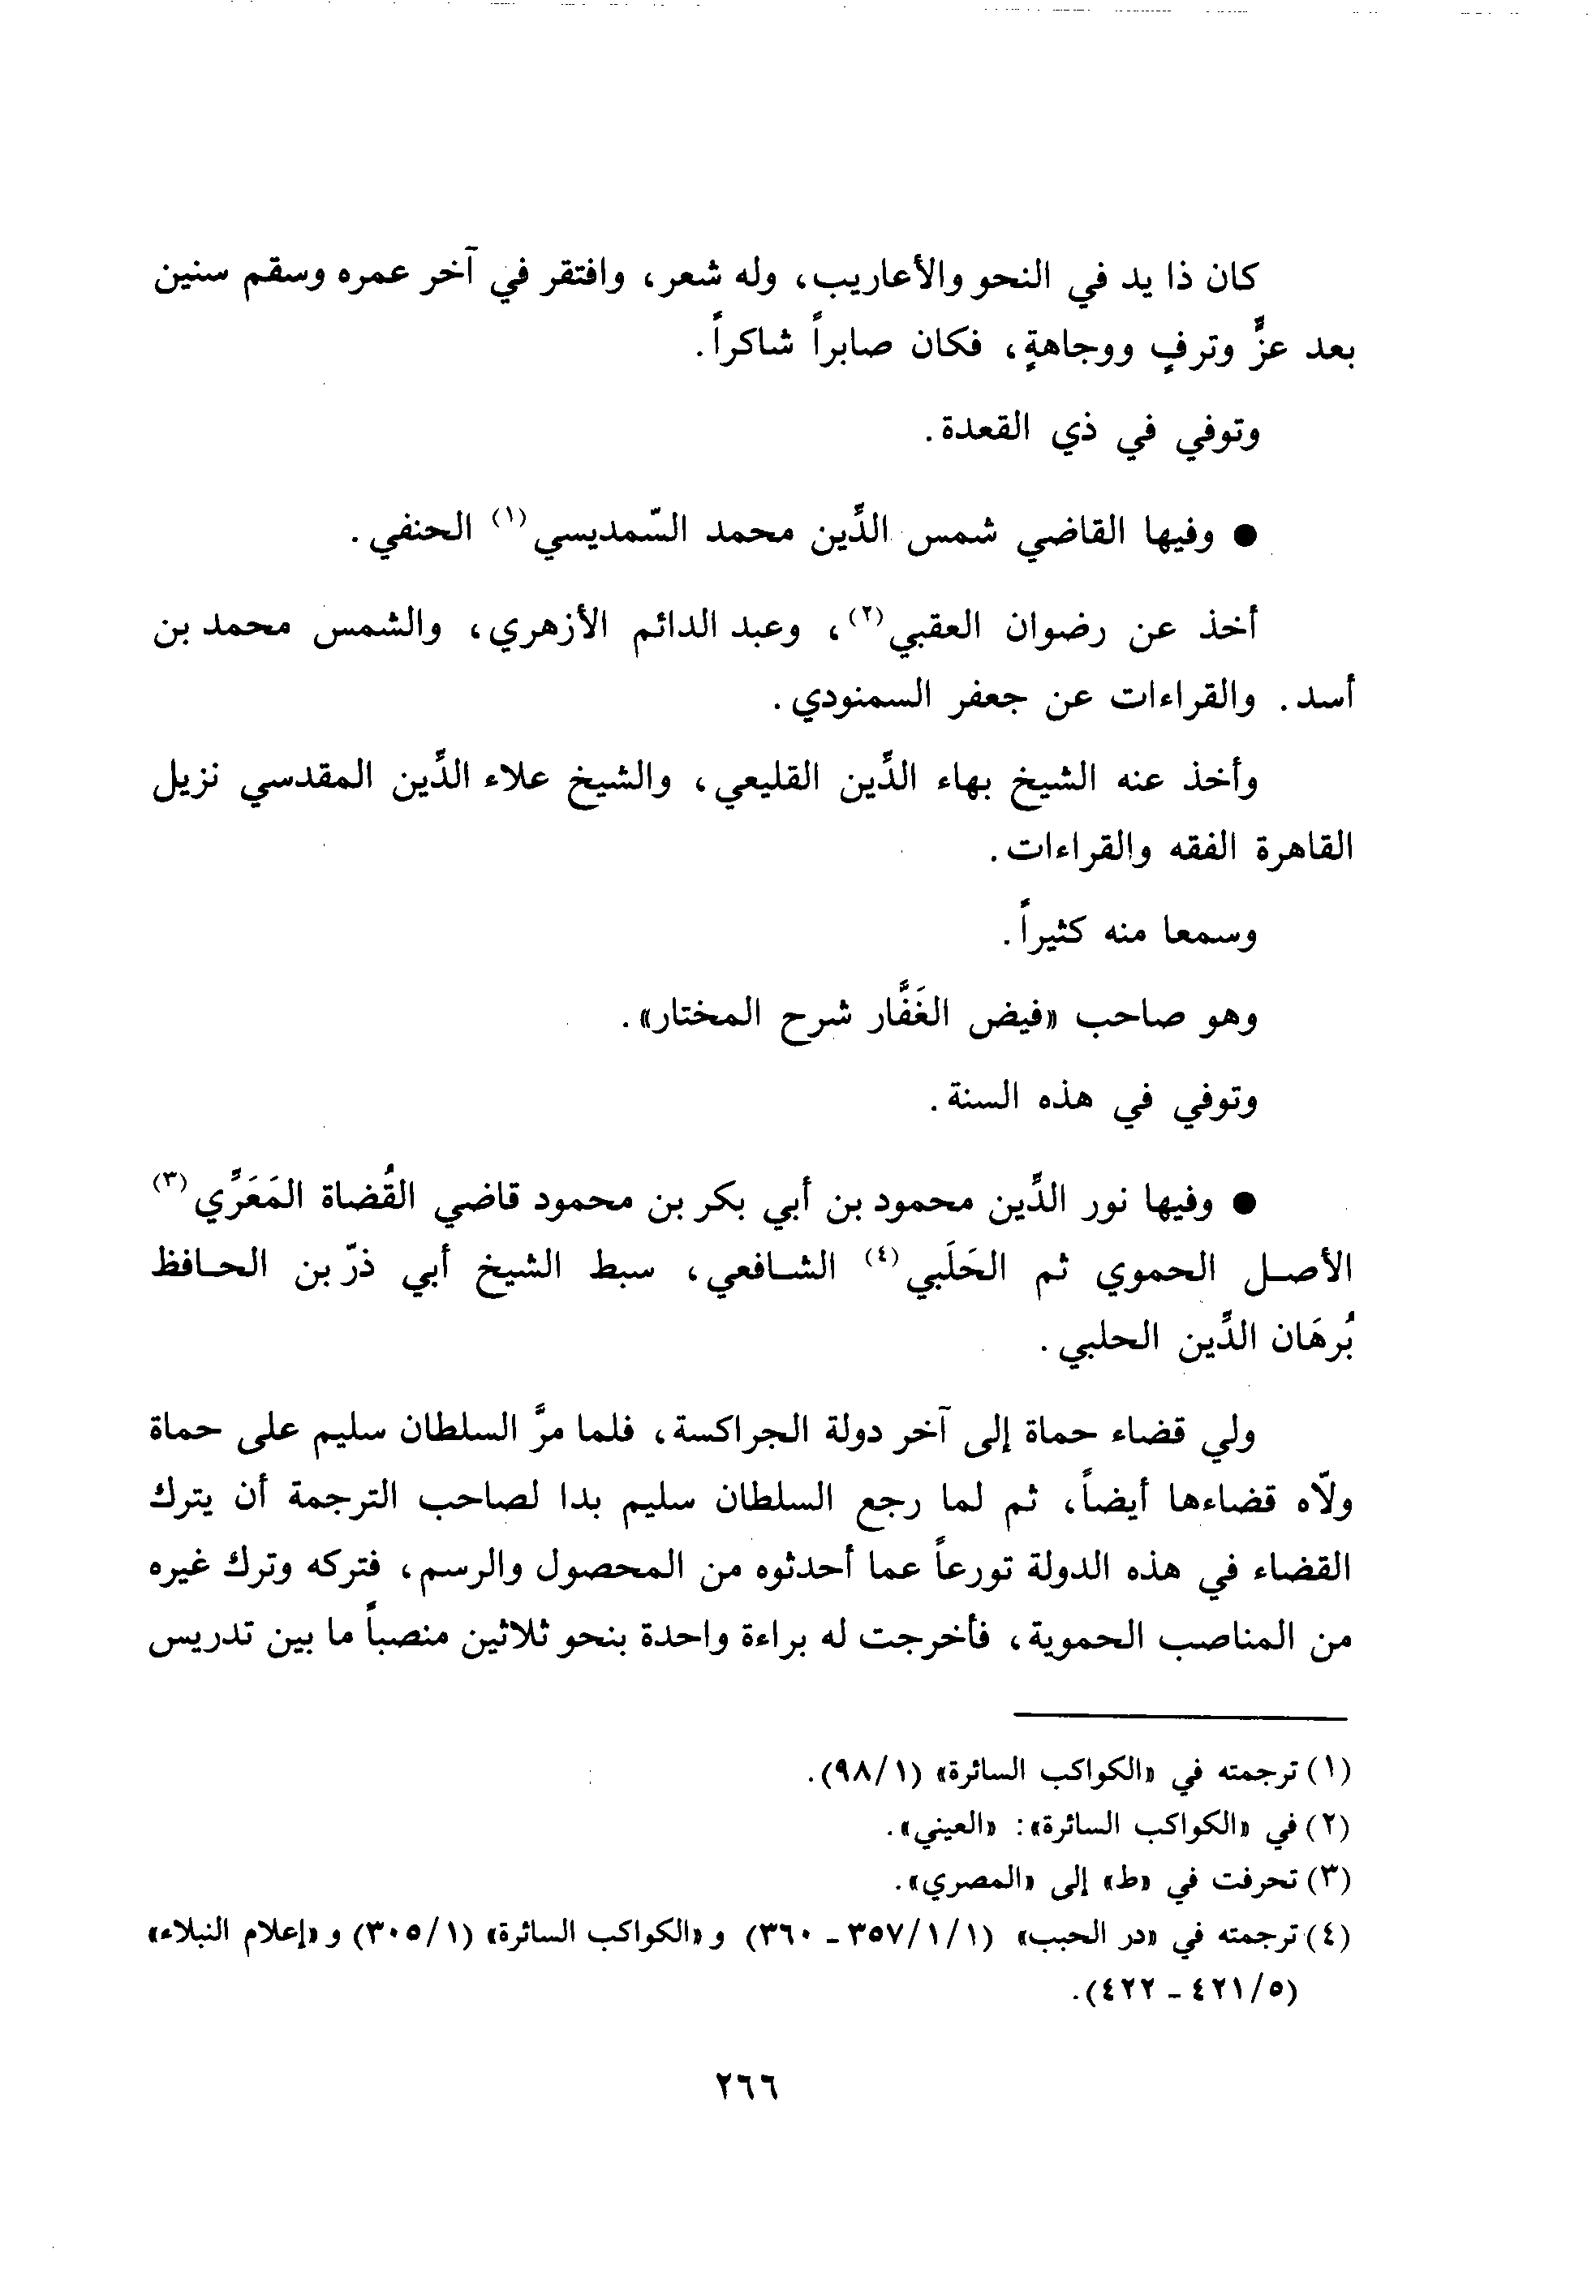 كان ذا يد في النحو والأعاريب، وله شعر، وافتقر في آخر عمره وسقم سنين
بعد عزٍّ وترفٍ ووجاهةٍ، فكان صابراً شاكراً.
وتوفي في ذي القعدة.
● وفيها القاضي شمس الدِّين محمد السّمديسي(١) الحنفي.
أخذ عن رضوان العقبي(٢)، وعبد الدائم الأزهري، والشمس محمد بن
أسد. والقراءات عن جعفر السمنودي.
وأخذ عنه الشيخ بهاء الدِّين القليعي، والشيخ علاء الدِّين المقدسي نزيل
القاهرة الفقه والقراءات.
وسمعا منه كثيراً.
وهو صاحب «فيض الغَفَّار شرح المختار».
وتوفي في هذه السنة.
● وفيها نور الدِّين محمود بن أبي بكر بن محمود قاضي القُضاة المَعَرِّي(٣)
الأصل الحموي ثم الحَلَبي(٤) الشافعي، سبط الشيخ أبي ذرّ بن الحافظ
بُرهَان الدِّين الحلبي.
ولي قضاء حماة إلى آخر دولة الجراكسة، فلما مرَّ السلطان سليم على حماة
ولّاه قضاءها أيضاً، ثم لما رجع السلطان سليم بدا لصاحب الترجمة أن يترك
القضاء في هذه الدولة تورعاً عما أحدثوه من المحصول والرسم، فتركه وترك غيره
من المناصب الحموية، فأخرجت له براءة واحدة بنحو ثلاثين منصباً ما بين تدريس
(١) ترجمته في «الكواكب السائرة» (٩٨/١).
(٢) في «الكواكب السائرة»: «العيني».
(٣) تحرفت في «ط» إلى «المصري».
(٤) ترجمته في «در الحبب» (٣٥٧/١/١ ـ ٣٦٠) و«الكواكب السائرة» (٣٠٥/١) و«إعلام النبلاء»
(٤٢١/٥ ـ ٤٢٢).
٢٦٦